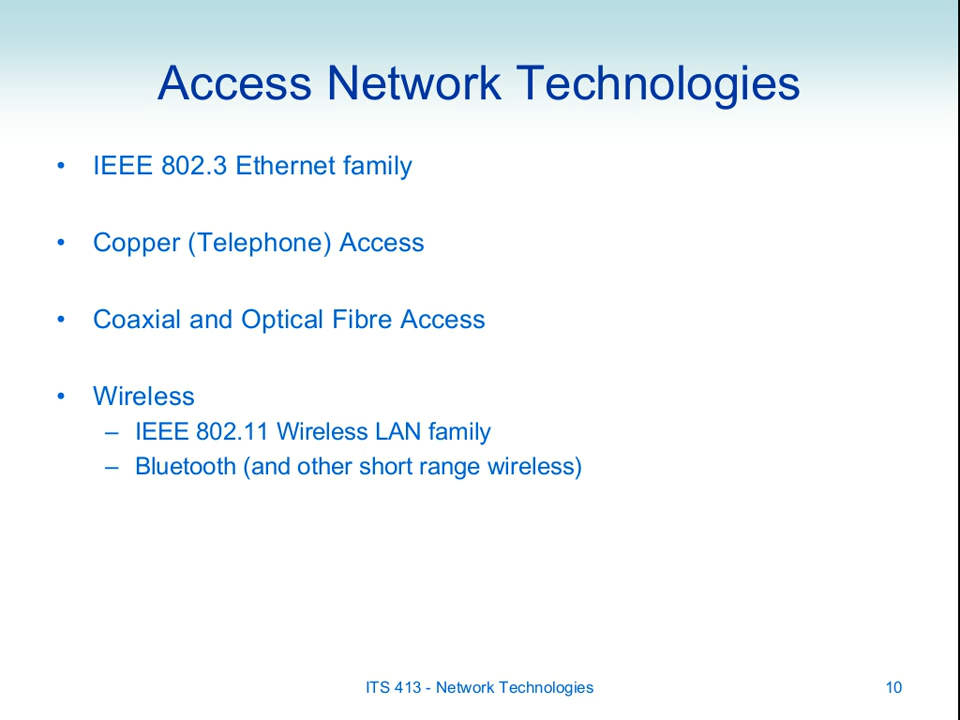 Access Network Technologies
• IEEE 802.3 Ethernet family
• Copper (Telephone) Access
• Coaxial and Optical Fibre Access
• Wireless
– IEEE 802.11 Wireless LAN family
– Bluetooth (and other short range wireless)
ITS 413 - Network Technologies
10